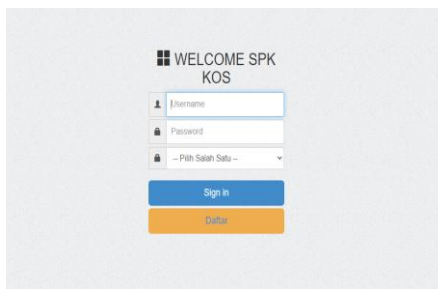 WELCOME SPK
KOS
Username
Password
-- Pilih Salah Satu --
Sign in
Daftar